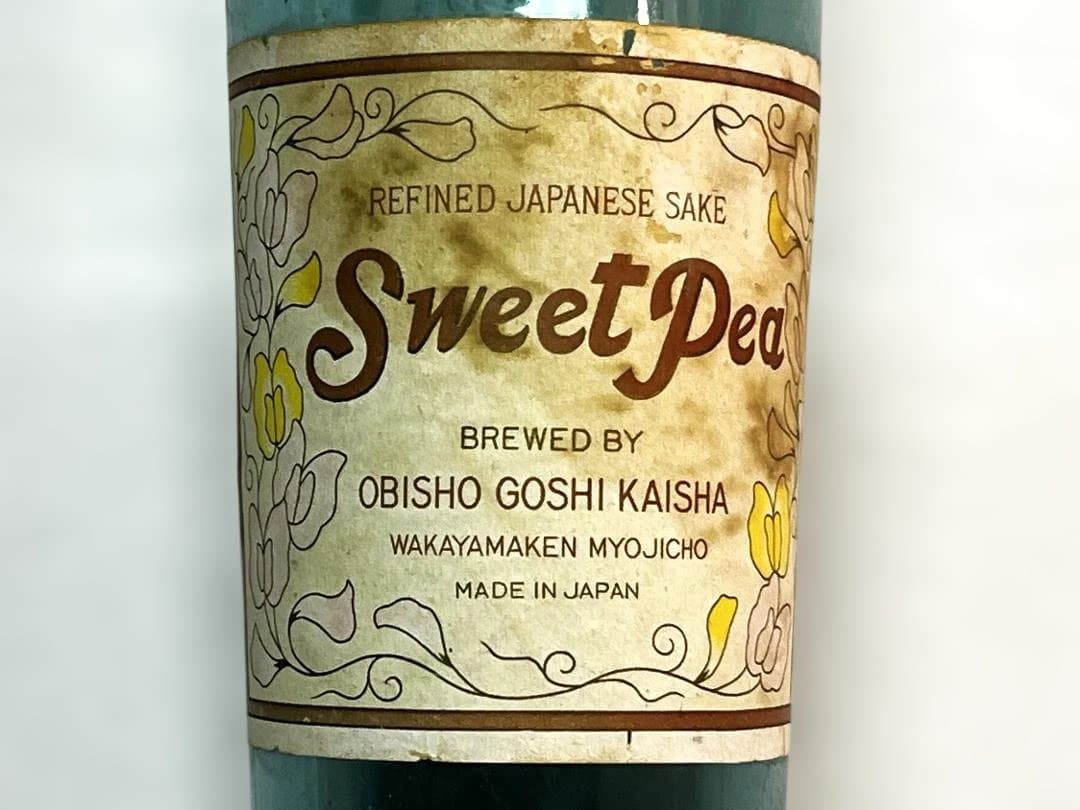 REFINED JAPANESE SAKE
Sweet Pea
BREWED BY
OBISHO GOSHI KAISHA
WAKAYAMAKEN MYOJICHO
MADE IN JAPAN